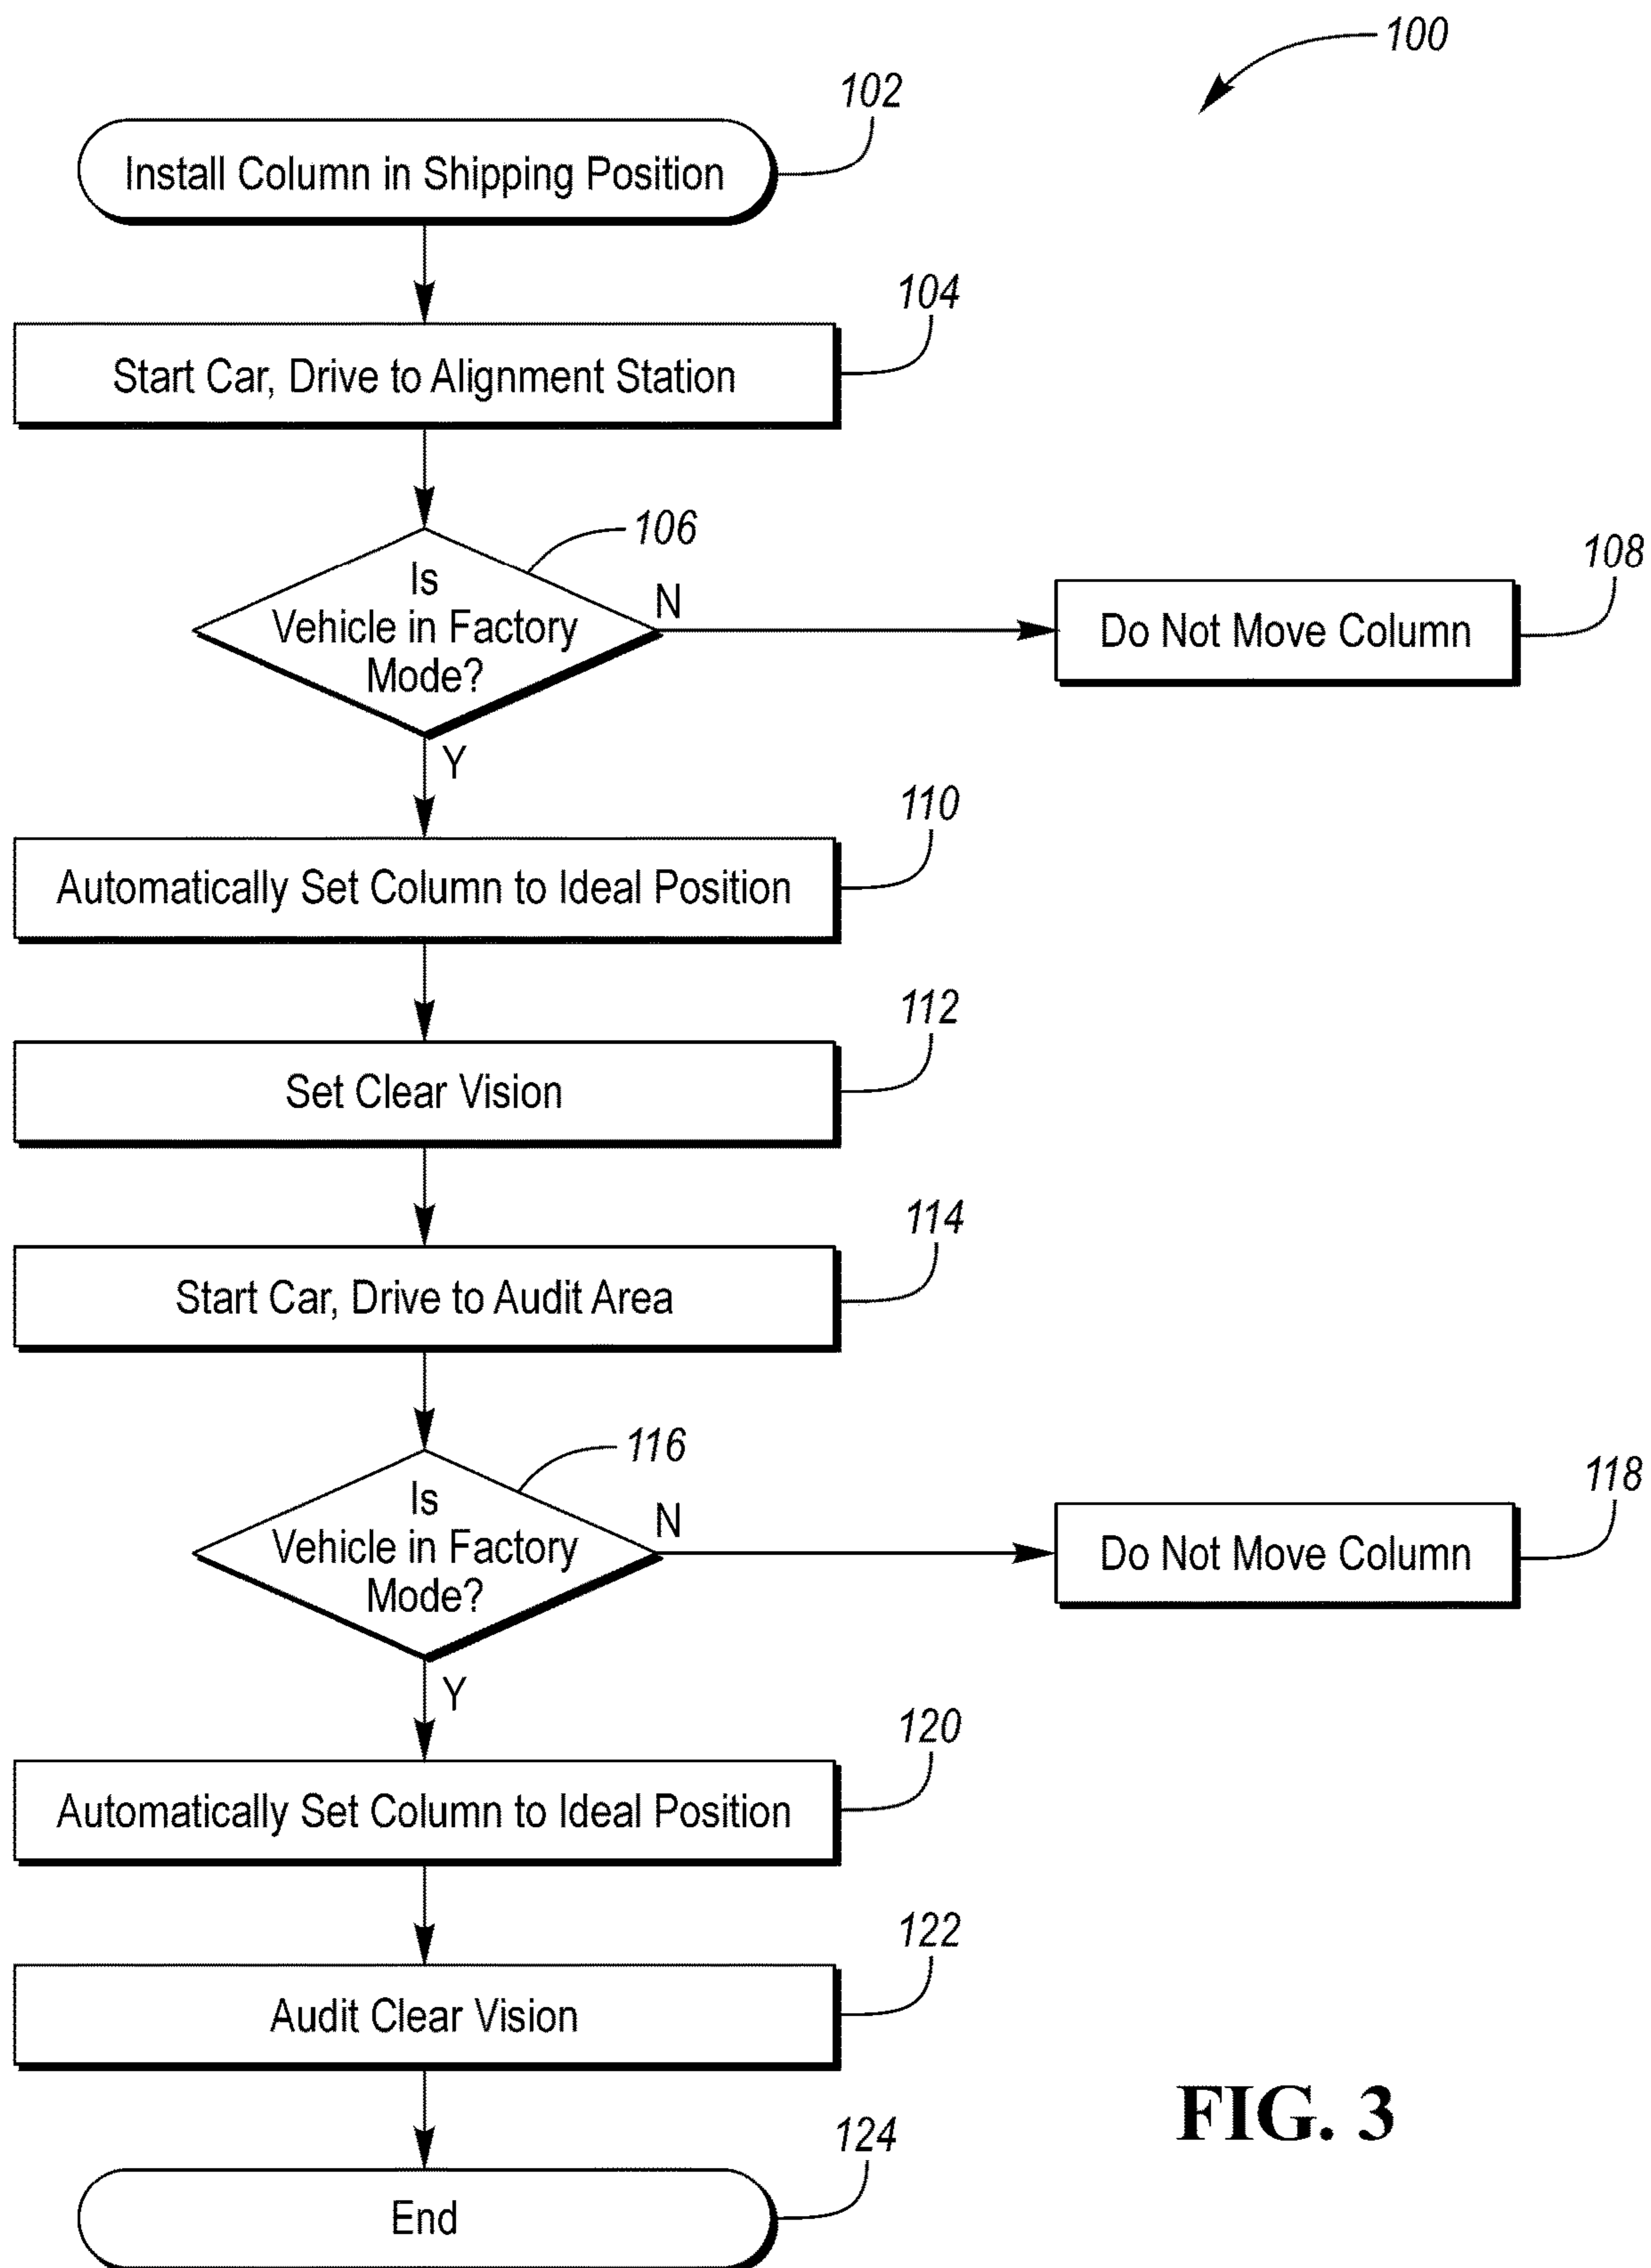 100
102
Install Column in Shipping Position
104
Start Car, Drive to Alignment Station
106
Is
Vehicle in Factory
Mode?
N
108
Do Not Move Column
Y
110
Automatically Set Column to Ideal Position
112
Set Clear Vision
114
Start Car, Drive to Audit Area
116
Is
Vehicle in Factory
Mode?
N
118
Do Not Move Column
Y
120
Automatically Set Column to Ideal Position
122
Audit Clear Vision
124
End
FIG. 3